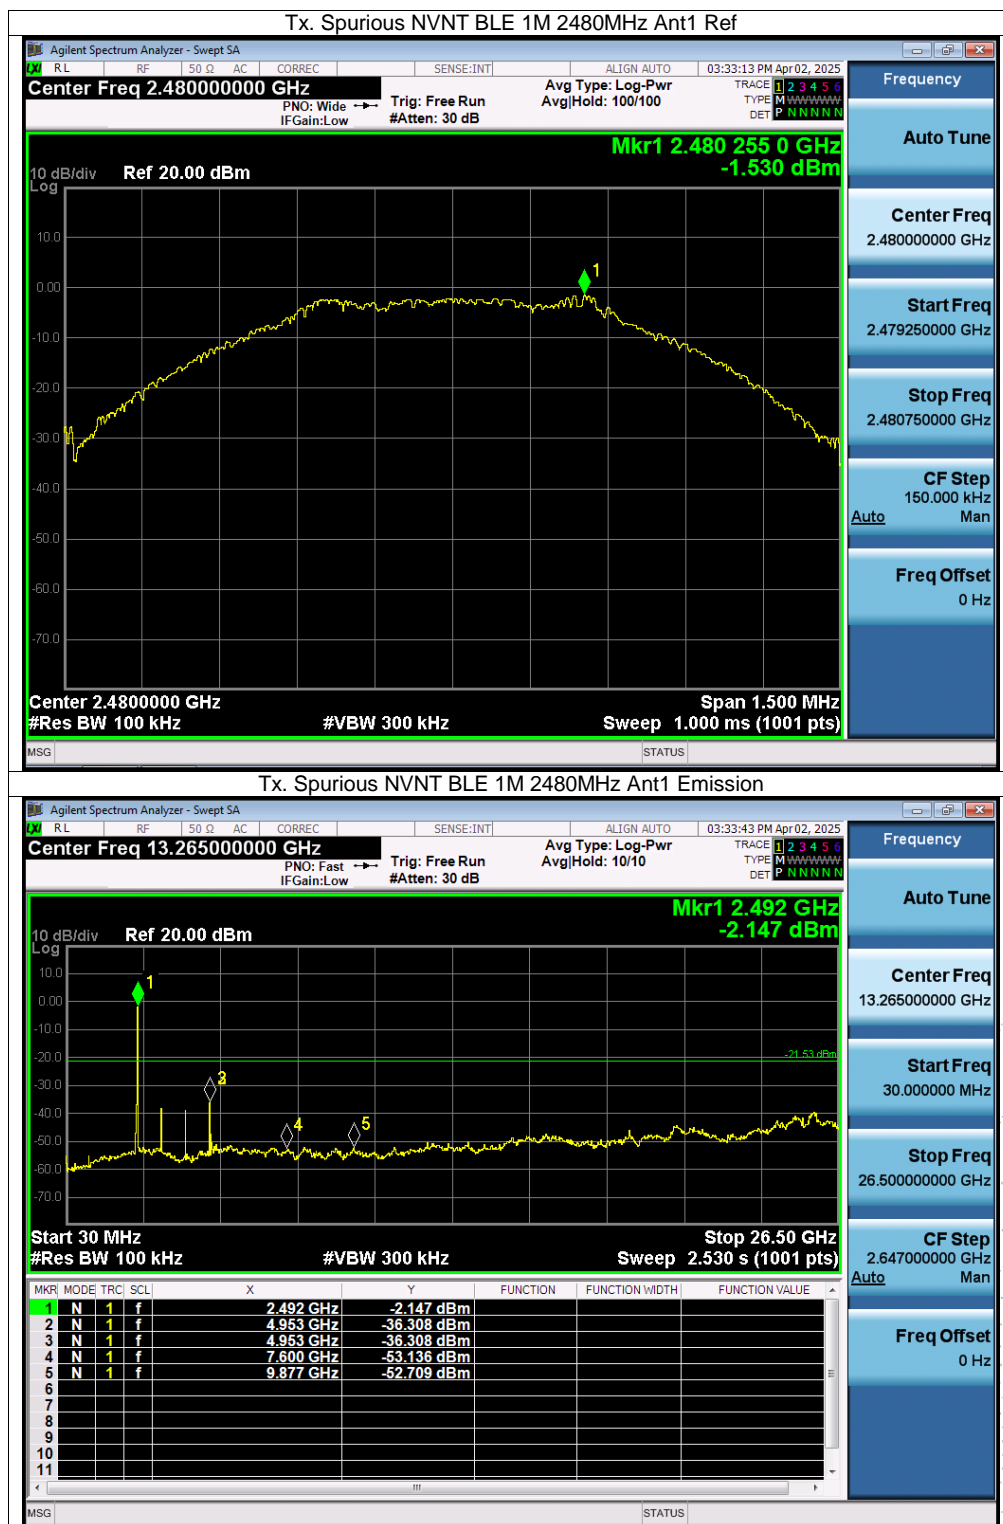 Tx. Spurious NVNT BLE 1M 2480MHz Ant1 Ref
Agilent Spectrum Analyzer - Swept SA
LXI RL RF 50 Ω AC CORREC SENSE:INT ALIGN AUTO 03:33:13 PM Apr 02, 2025
Center Freq 2.480000000 GHz
PNO: Wide
IFGain:Low
Trig: Free Run
#Atten: 30 dB
Avg Type: Log-Pwr
Avg|Hold: 100/100
TRACE 1 2 3 4 5 6
TYPE M W W W W W
DET P N N N N N
Mkr1 2.480 255 0 GHz
-1.530 dBm
10 dB/div Ref 20.00 dBm
Log
10.0
0.00
-10.0
-20.0
-30.0
-40.0
-50.0
-60.0
-70.0
1
Center 2.4800000 GHz Span 1.500 MHz
#Res BW 100 kHz #VBW 300 kHz Sweep 1.000 ms (1001 pts)
MSG STATUS
Frequency
Auto Tune
Center Freq
2.480000000 GHz
Start Freq
2.479250000 GHz
Stop Freq
2.480750000 GHz
CF Step
150.000 kHz
Auto Man
Freq Offset
0 Hz
Tx. Spurious NVNT BLE 1M 2480MHz Ant1 Emission
Agilent Spectrum Analyzer - Swept SA
LXI RL RF 50 Ω AC CORREC SENSE:INT ALIGN AUTO 03:33:43 PM Apr 02, 2025
Center Freq 13.265000000 GHz
PNO: Fast
IFGain:Low
Trig: Free Run
#Atten: 30 dB
Avg Type: Log-Pwr
Avg|Hold: 10/10
TRACE 1 2 3 4 5 6
TYPE M W W W W W
DET P N N N N N
Mkr1 2.492 GHz
-2.147 dBm
10 dB/div Ref 20.00 dBm
Log
10.0
0.00
-10.0
-20.0
-30.0
-40.0
-50.0
-60.0
-70.0
1
-21.53 dBm
4
5
Start 30 MHz Stop 26.50 GHz
#Res BW 100 kHz #VBW 300 kHz Sweep 2.530 s (1001 pts)
MKR MODE TRC SCL X Y FUNCTION FUNCTION WIDTH FUNCTION VALUE
1 N 1 f 2.492 GHz -2.147 dBm
2 N 1 f 4.953 GHz -36.308 dBm
3 N 1 f 4.953 GHz -36.308 dBm
4 N 1 f 7.600 GHz -53.136 dBm
5 N 1 f 9.877 GHz -52.709 dBm
6
7
8
9
10
11
MSG STATUS
Frequency
Auto Tune
Center Freq
13.265000000 GHz
Start Freq
30.000000 MHz
Stop Freq
26.500000000 GHz
CF Step
2.647000000 GHz
Auto Man
Freq Offset
0 Hz